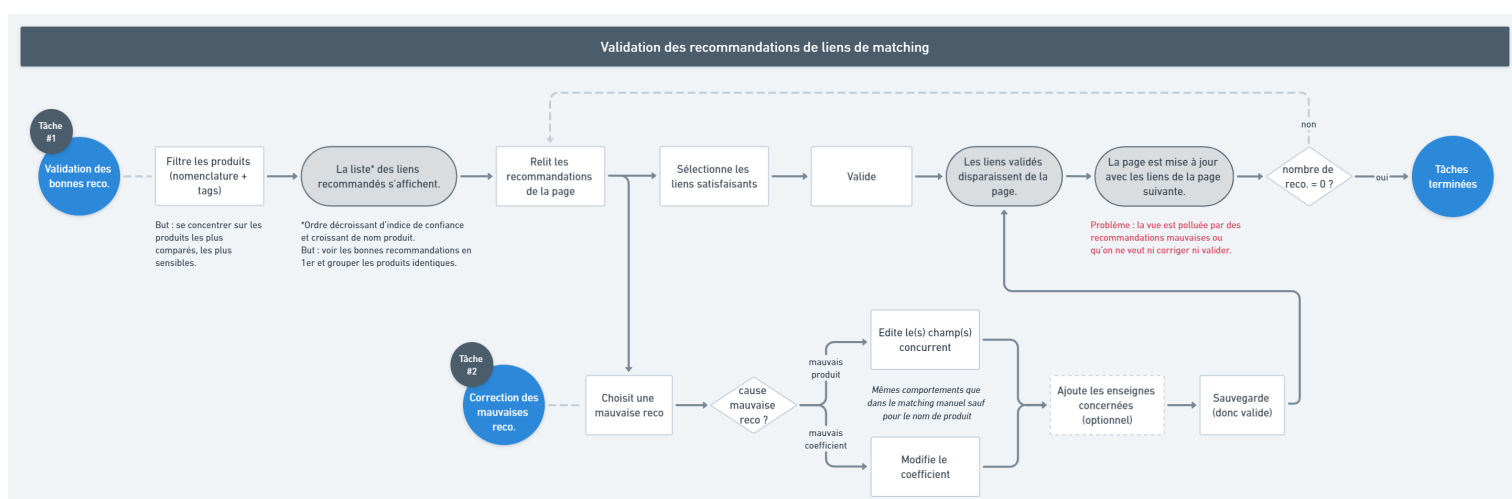 Validation des recommandations de liens de matching
Tâche
#1
Validation des
bonnes reco.
Filtre les produits
(nomenclature +
tags)
But : se concentrer sur les
produits les plus
comparés, les plus
sensibles.
La liste* des liens
recommandés s'affichent.
*Ordre décroissant d'indice de confiance
et croissant de nom produit.
But : voir les bonnes recommandations en
1er et grouper les produits identiques.
Relit les
recommandations
de la page
Sélectionne les
liens satisfaisants
Valide
Les liens validés
disparaissent de la
page.
La page est mise à jour
avec les liens de la page
suivante.
Problème : la vue est polluée par des
recommandations mauvaises ou
qu'on ne veut ni corriger ni valider.
non
nombre de
reco. = 0 ?
oui
Tâches
terminées
Tâche
#2
Correction des
mauvaises
reco.
Choisit une
mauvaise reco
cause
mauvaise
reco ?
mauvais
produit
mauvais
coefficient
Edite le(s) champ(s)
concurrent
Mêmes comportements que
dans le matching manuel sauf
pour le nom de produit
Modifie le
coefficient
Ajoute les enseignes
concernées
(optionnel)
Sauvegarde
(donc valide)